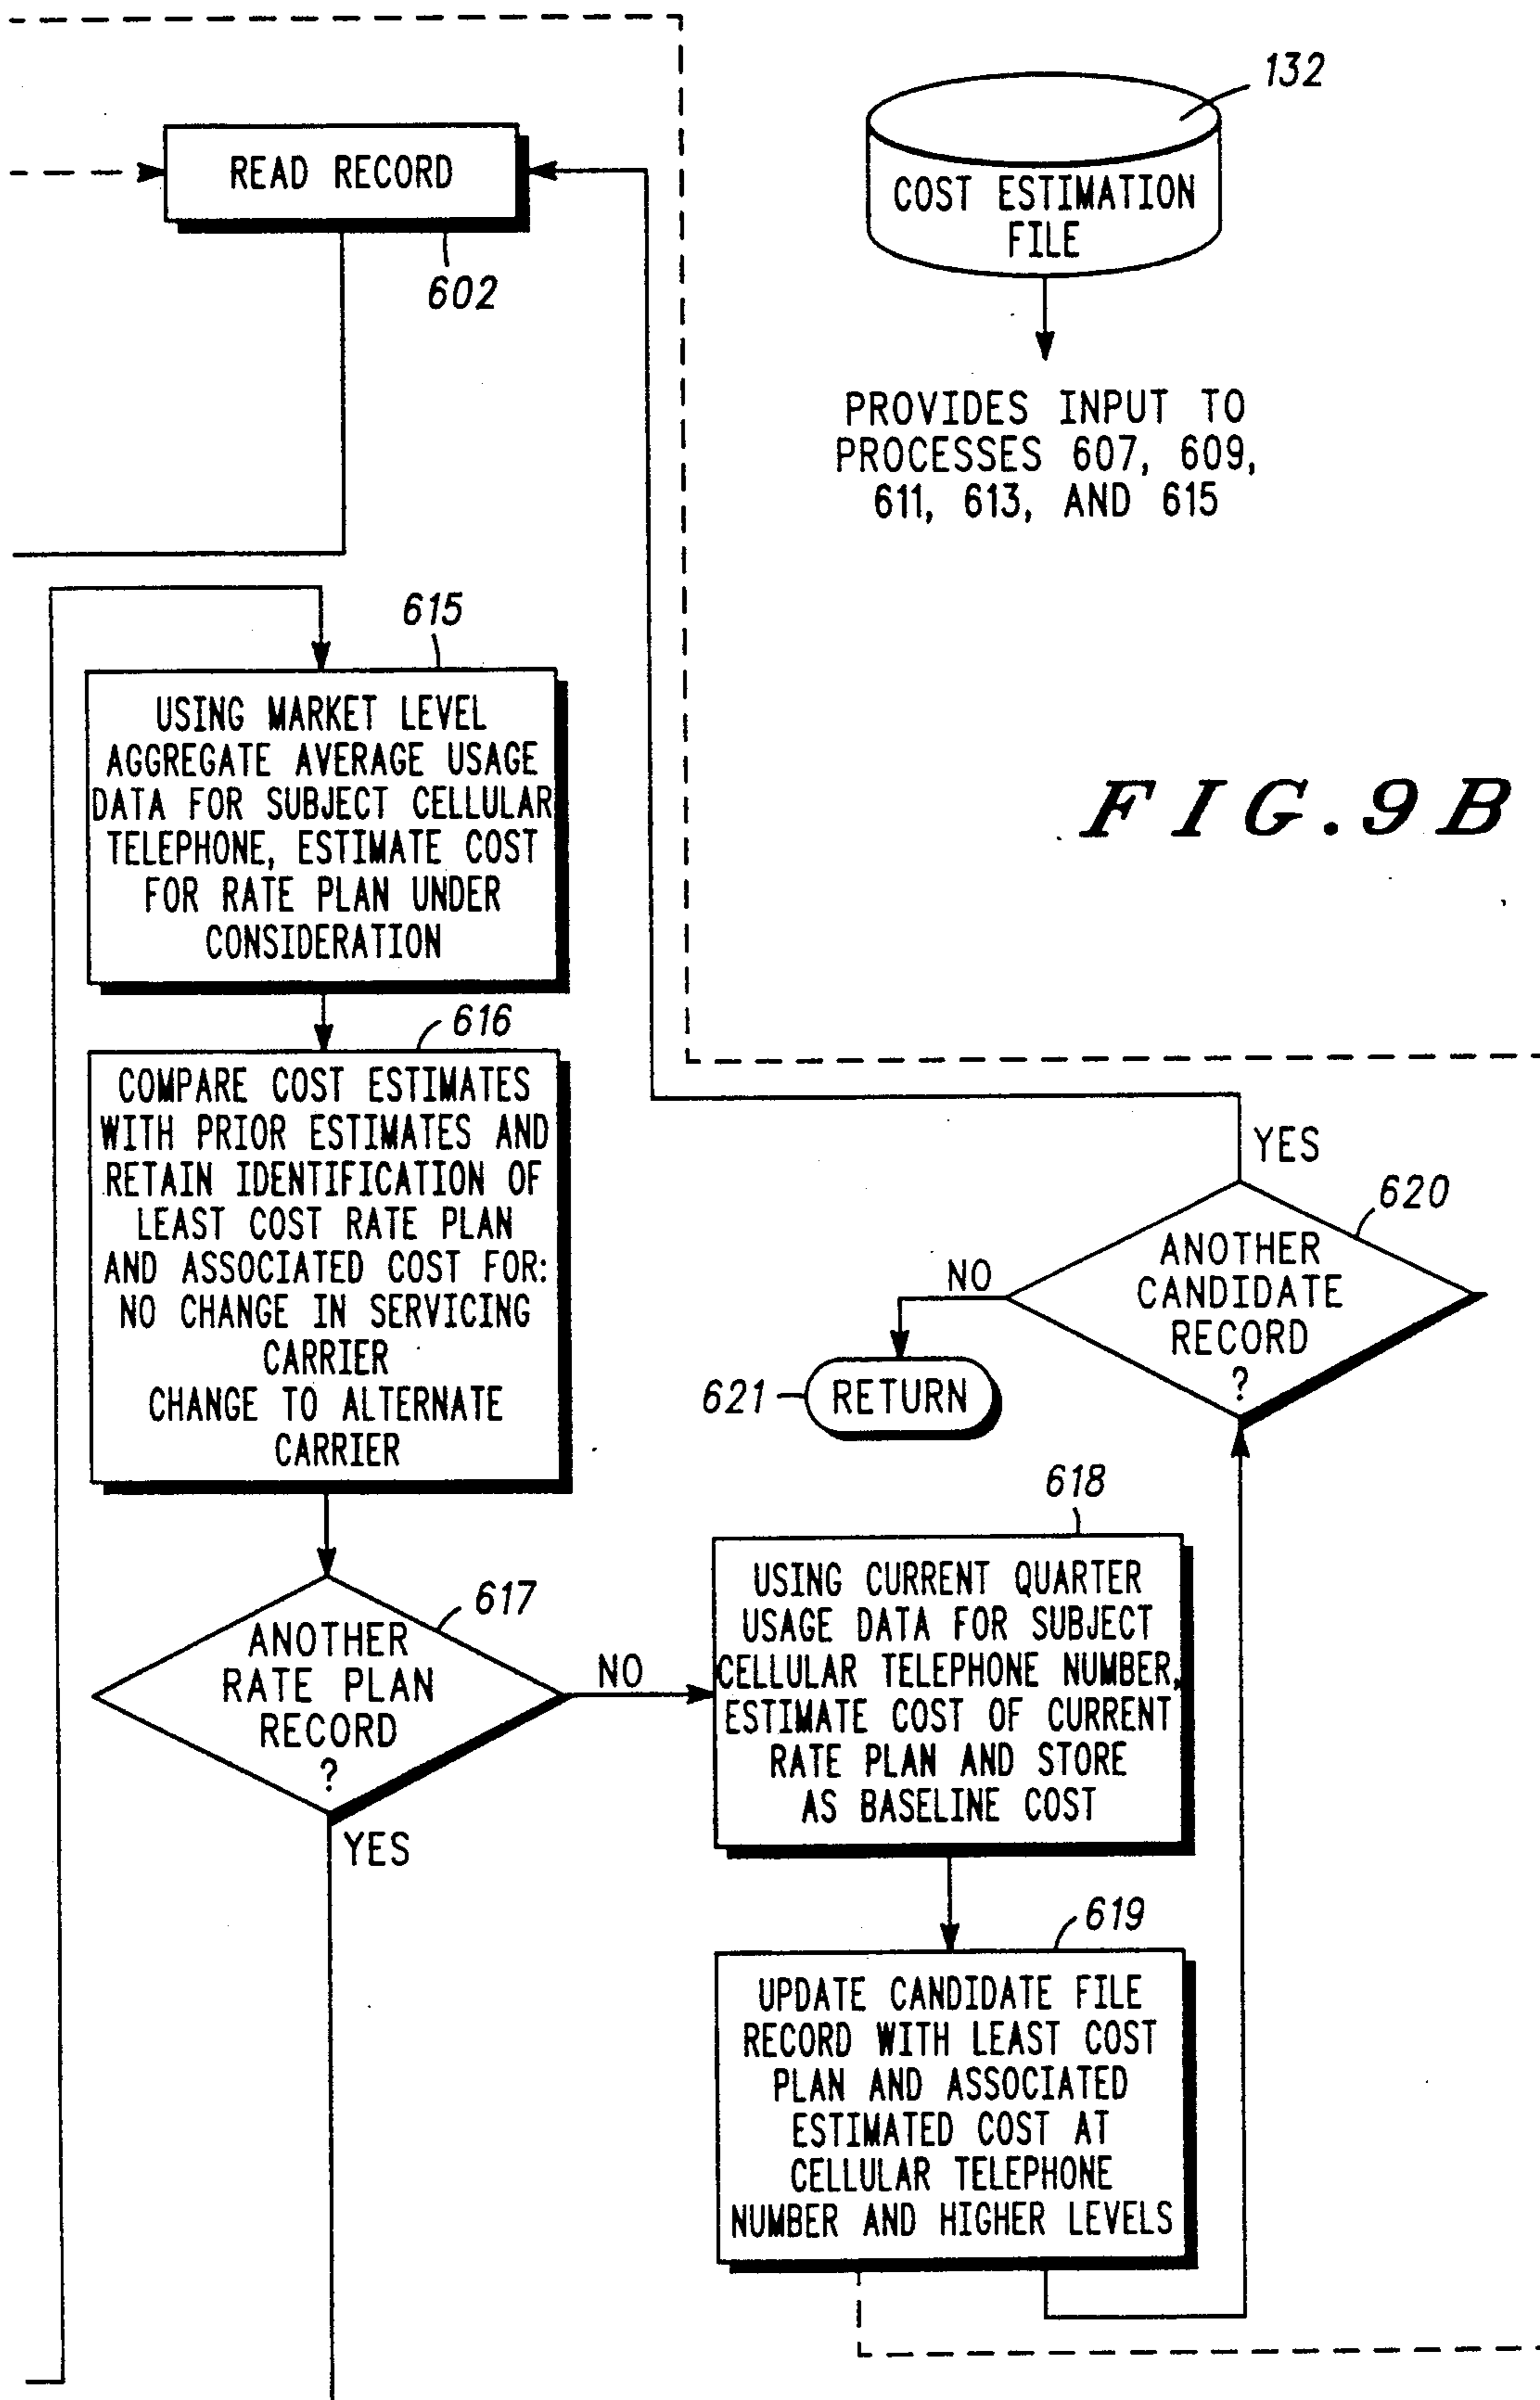 132
READ RECORD
COST ESTIMATION
FILE
602
PROVIDES INPUT TO
PROCESSES 607, 609,
611, 613, AND 615
615
USING MARKET LEVEL
AGGREGATE AVERAGE USAGE
DATA FOR SUBJECT CELLULAR
TELEPHONE, ESTIMATE COST
FOR RATE PLAN UNDER
CONSIDERATION
FIG.9B
616
COMPARE COST ESTIMATES
WITH PRIOR ESTIMATES AND
RETAIN IDENTIFICATION OF
LEAST COST RATE PLAN
AND ASSOCIATED COST FOR:
NO CHANGE IN SERVICING
CARRIER
CHANGE TO ALTERNATE
CARRIER
YES
620
ANOTHER
CANDIDATE
RECORD
?
NO
621
RETURN
617
ANOTHER
RATE PLAN
RECORD
?
NO
YES
618
USING CURRENT QUARTER
USAGE DATA FOR SUBJECT
CELLULAR TELEPHONE NUMBER,
ESTIMATE COST OF CURRENT
RATE PLAN AND STORE
AS BASELINE COST
619
UPDATE CANDIDATE FILE
RECORD WITH LEAST COST
PLAN AND ASSOCIATED
ESTIMATED COST AT
CELLULAR TELEPHONE
NUMBER AND HIGHER LEVELS